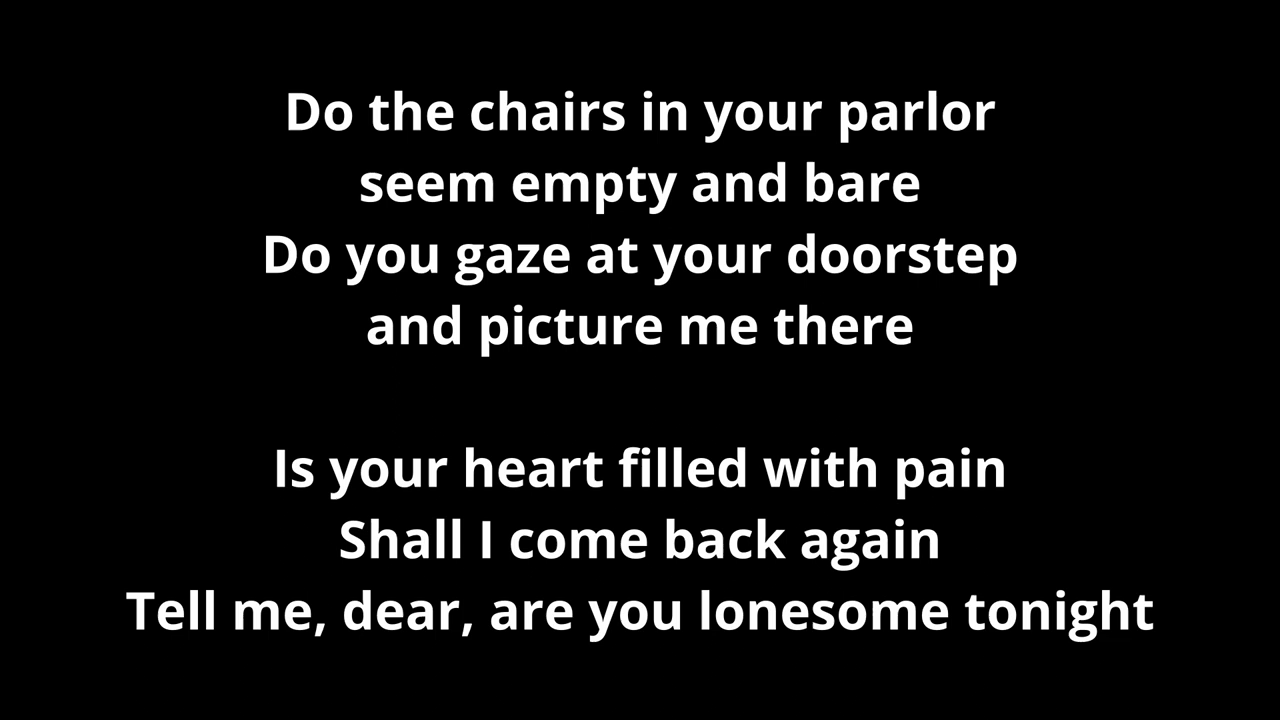 Do the chairs in your parlor
seem empty and bare
Do you gaze at your doorstep
and picture me there
Is your heart filled with pain
Shall I come back again
Tell me, dear, are you lonesome tonight